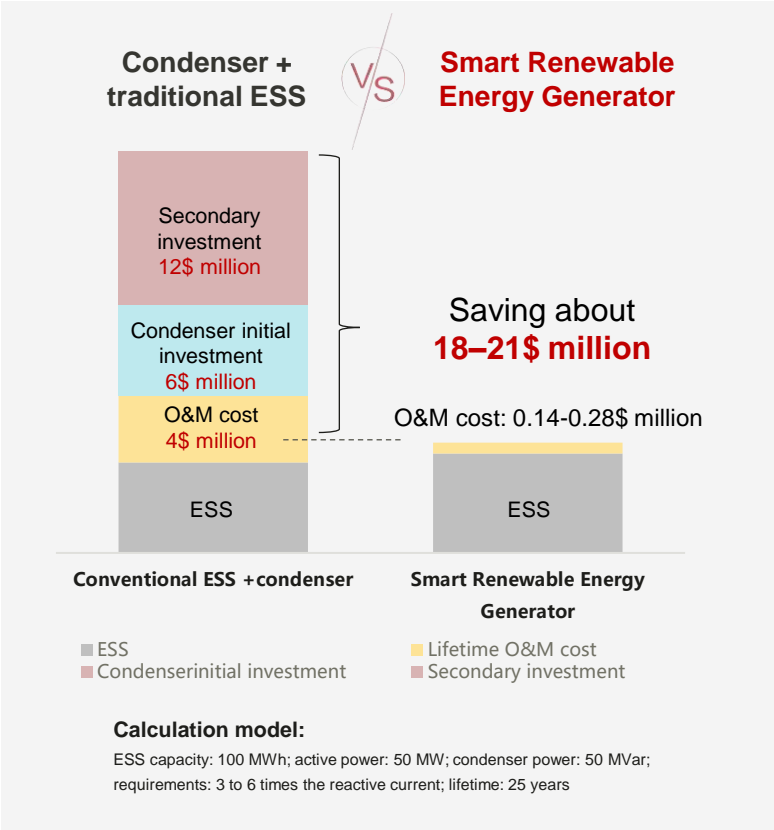 Condenser +
traditional ESS
VS
Smart Renewable
Energy Generator
Secondary
investment
12$ million
Condenser initial
investment
6$ million
O&M cost
4$ million
ESS
Saving about
18–21$ million
O&M cost: 0.14-0.28$ million
ESS
Conventional ESS +condenser
Smart Renewable Energy
Generator
ESS
Lifetime O&M cost
Condenserinitial investment
Secondary investment
Calculation model:
ESS capacity: 100 MWh; active power: 50 MW; condenser power: 50 MVar;
requirements: 3 to 6 times the reactive current; lifetime: 25 years